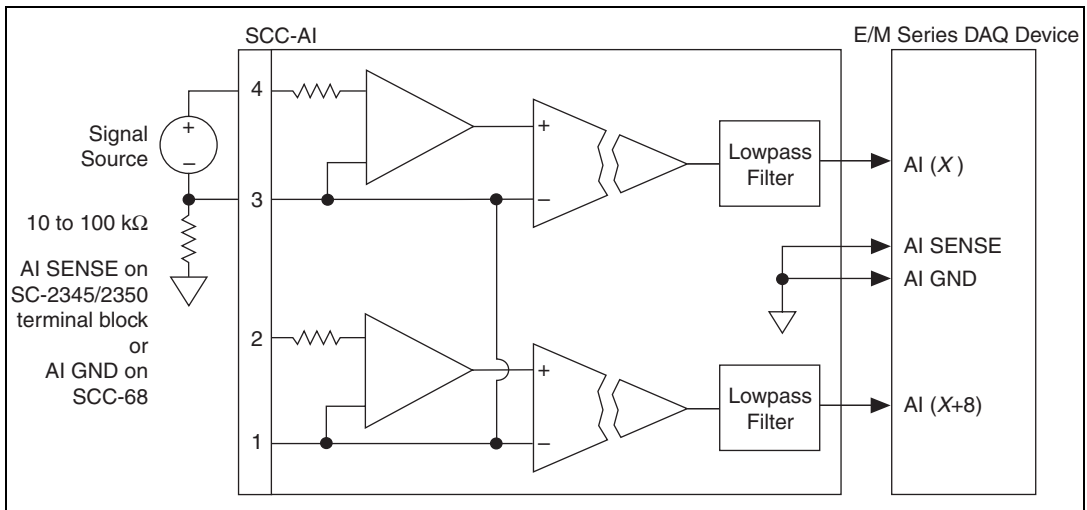 SCC-AI
E/M Series DAQ Device
4
+
Signal
Source
−
3
10 to 100 kΩ
AI SENSE on
SC-2345/2350
terminal block
or
AI GND on
SCC-68
2
1
+
−
Lowpass
Filter
AI (X)
AI SENSE
AI GND
+
−
Lowpass
Filter
AI (X+8)